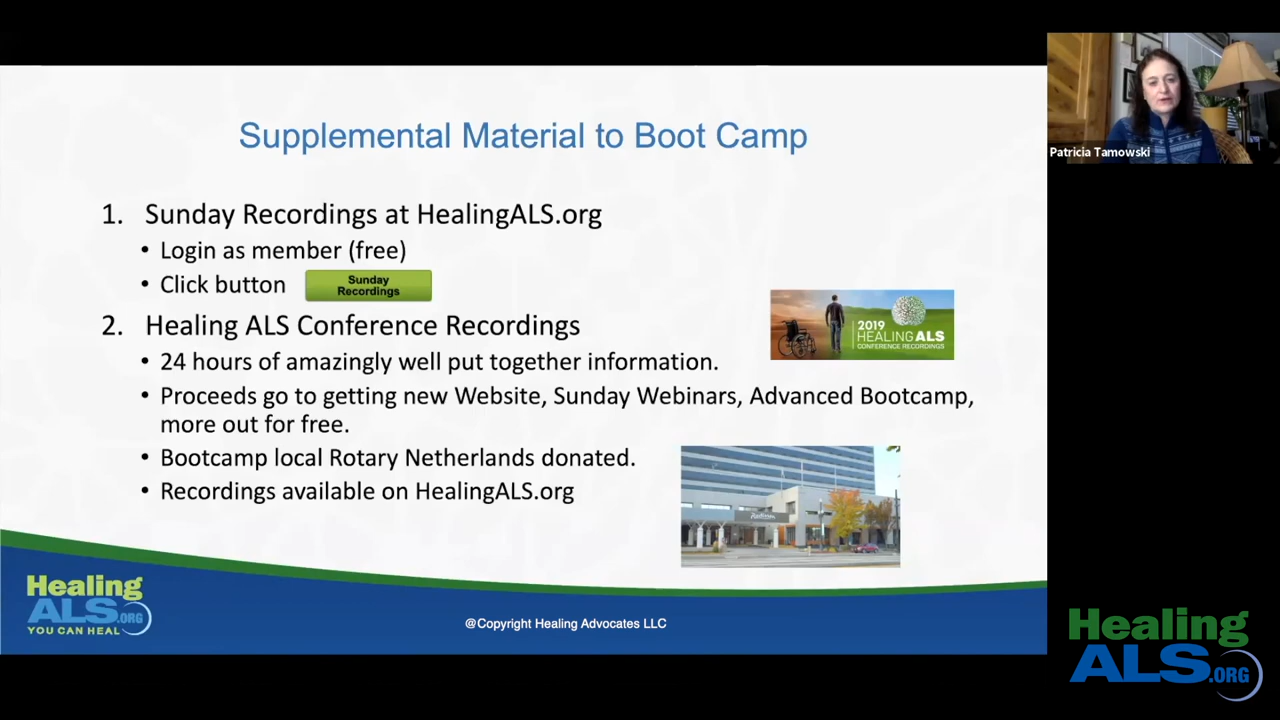 Supplemental Material to Boot Camp
1. Sunday Recordings at HealingALS.org
• Login as member (free)
• Click button
Sunday
Recordings
2. Healing ALS Conference Recordings
• 24 hours of amazingly well put together information.
• Proceeds go to getting new Website, Sunday Webinars, Advanced Bootcamp,
more out for free.
• Bootcamp local Rotary Netherlands donated.
• Recordings available on HealingALS.org
2019
HEALING ALS
CONFERENCE RECORDINGS
Radisson
Healing
ALS.ORG
YOU CAN HEAL
@Copyright Healing Advocates LLC
Patricia Tamowski
Healing
ALS.ORG